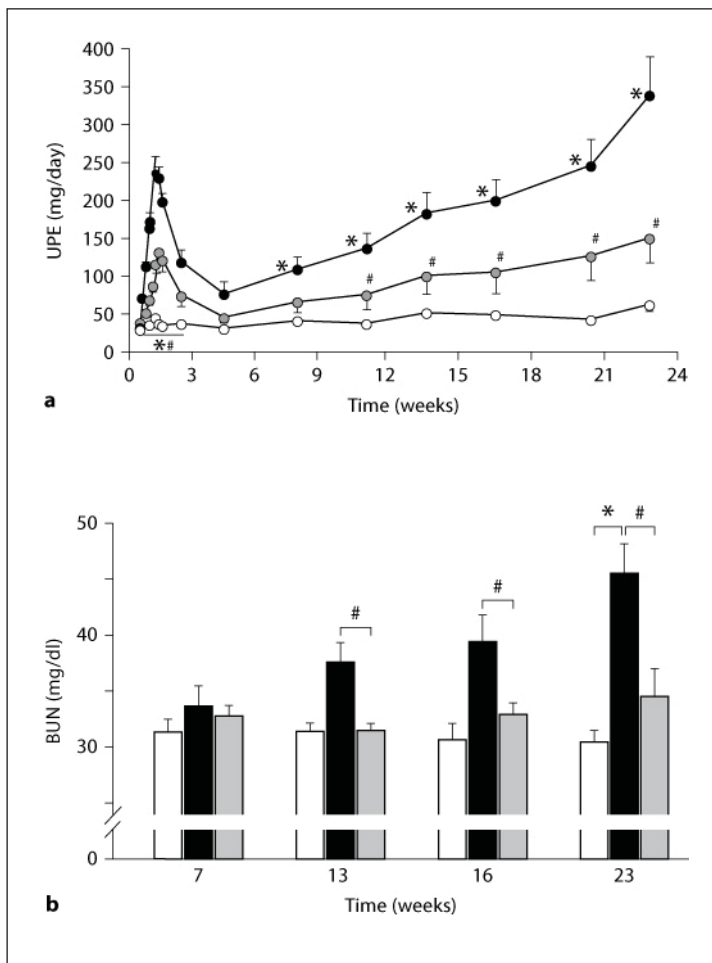 400
350
300
250
200
150
100
50
0
UPE (mg/day)
* * * * * * *
# # # # #
*#
0 3 6 9 12 15 18 21 24
Time (weeks)
a
50
40
30
0
BUN (mg/dl)
# # * #
7 13 16 23
Time (weeks)
b